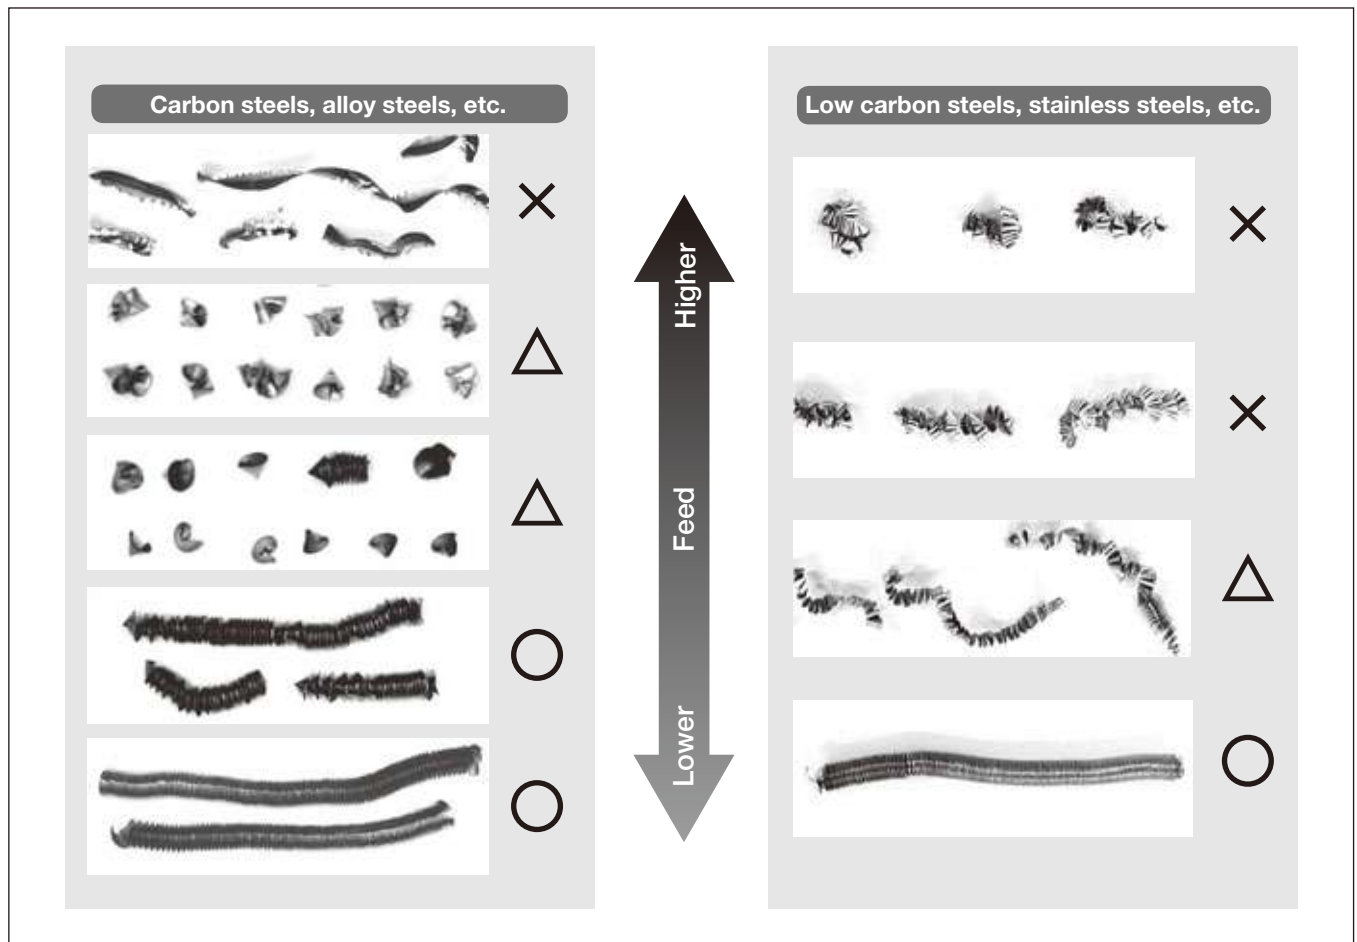 Carbon steels, alloy steels, etc.
Low carbon steels, stainless steels, etc.
Higher
Feed
Lower